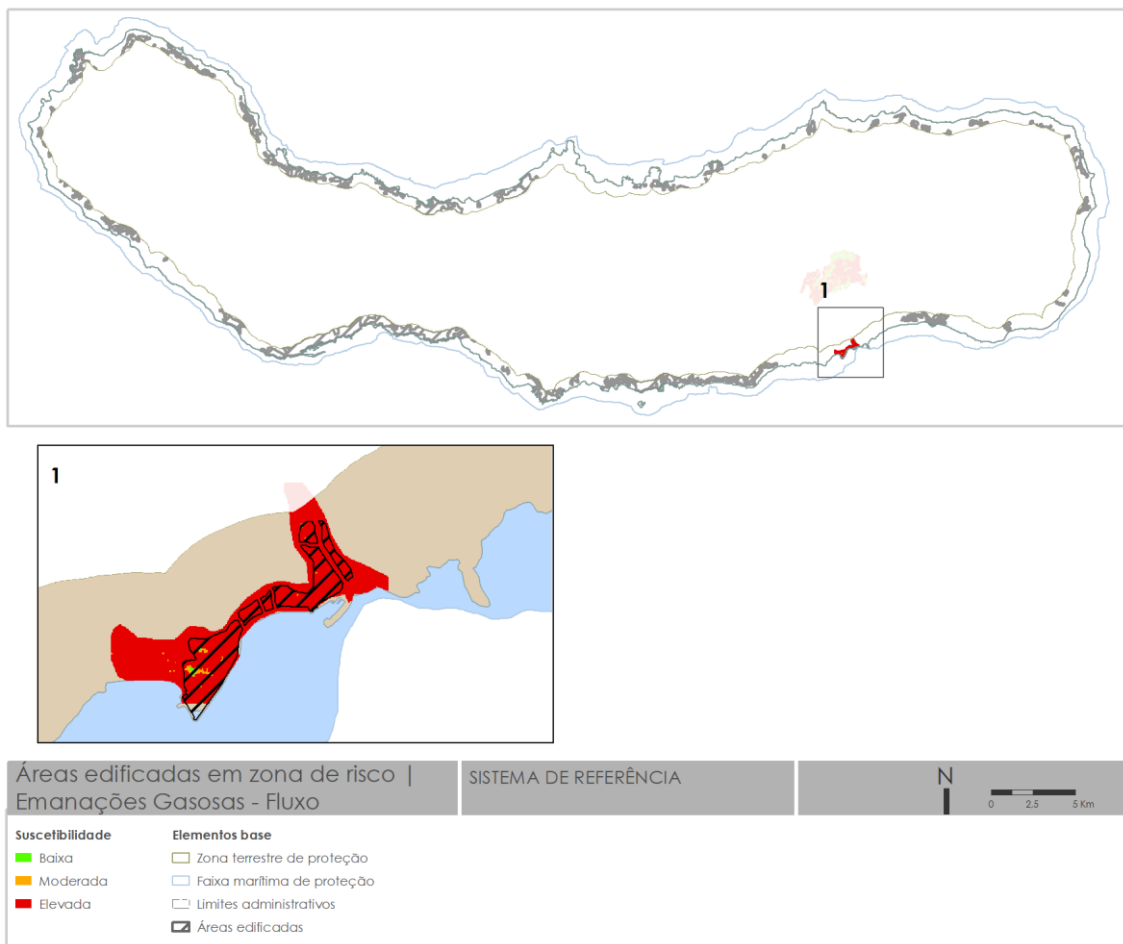 1
1
Áreas edificadas em zona de risco |
Emanações Gasosas - Fluxo
SISTEMA DE REFERÊNCIA
N
0 2.5 5 Km
Suscetibilidade
Baixa
Moderada
Elevada
Elementos base
Zona terrestre de proteção
Faixa marítima de proteção
Limites administrativos
Áreas edificadas